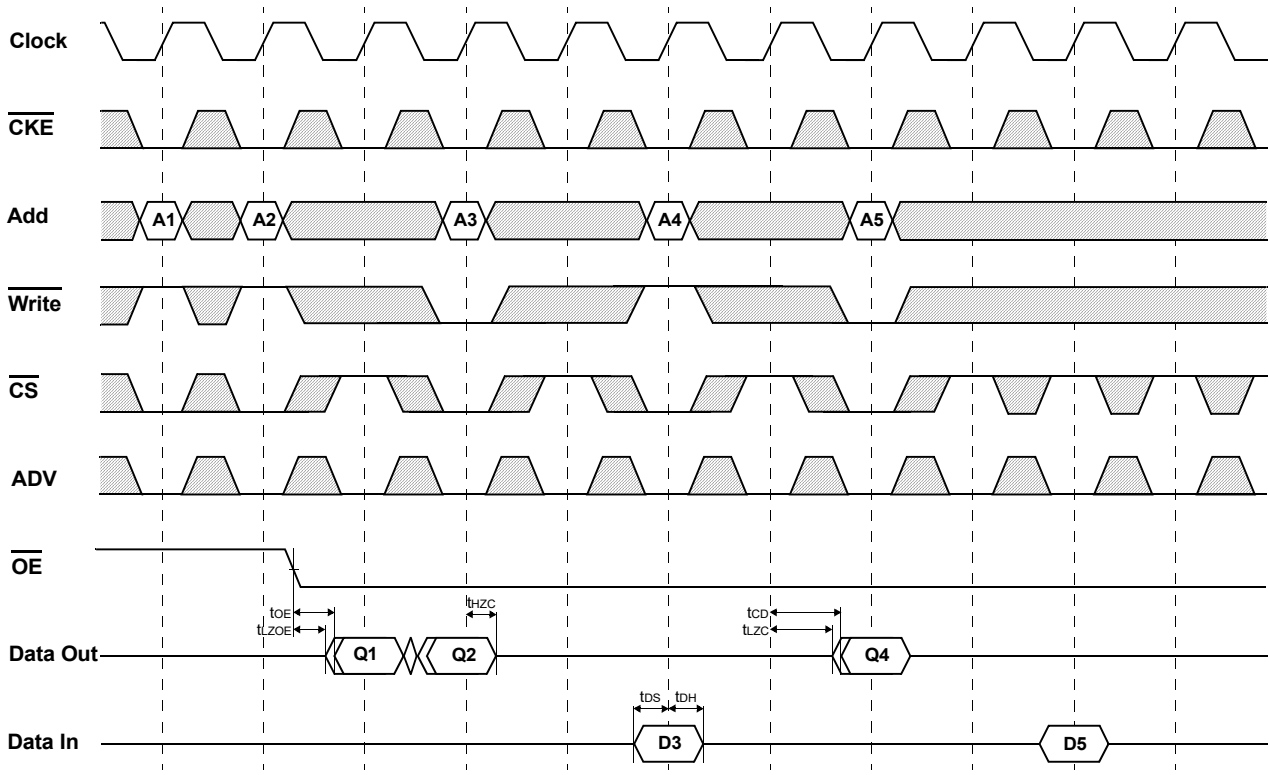 Clock
CKE
Add
A1 A2 A3 A4 A5
Write
CS
ADV
OE
tOE tHZC tCD
tLZOE tLZC
Data Out Q1 Q2 Q4
tDS tDH
Data In D3 D5